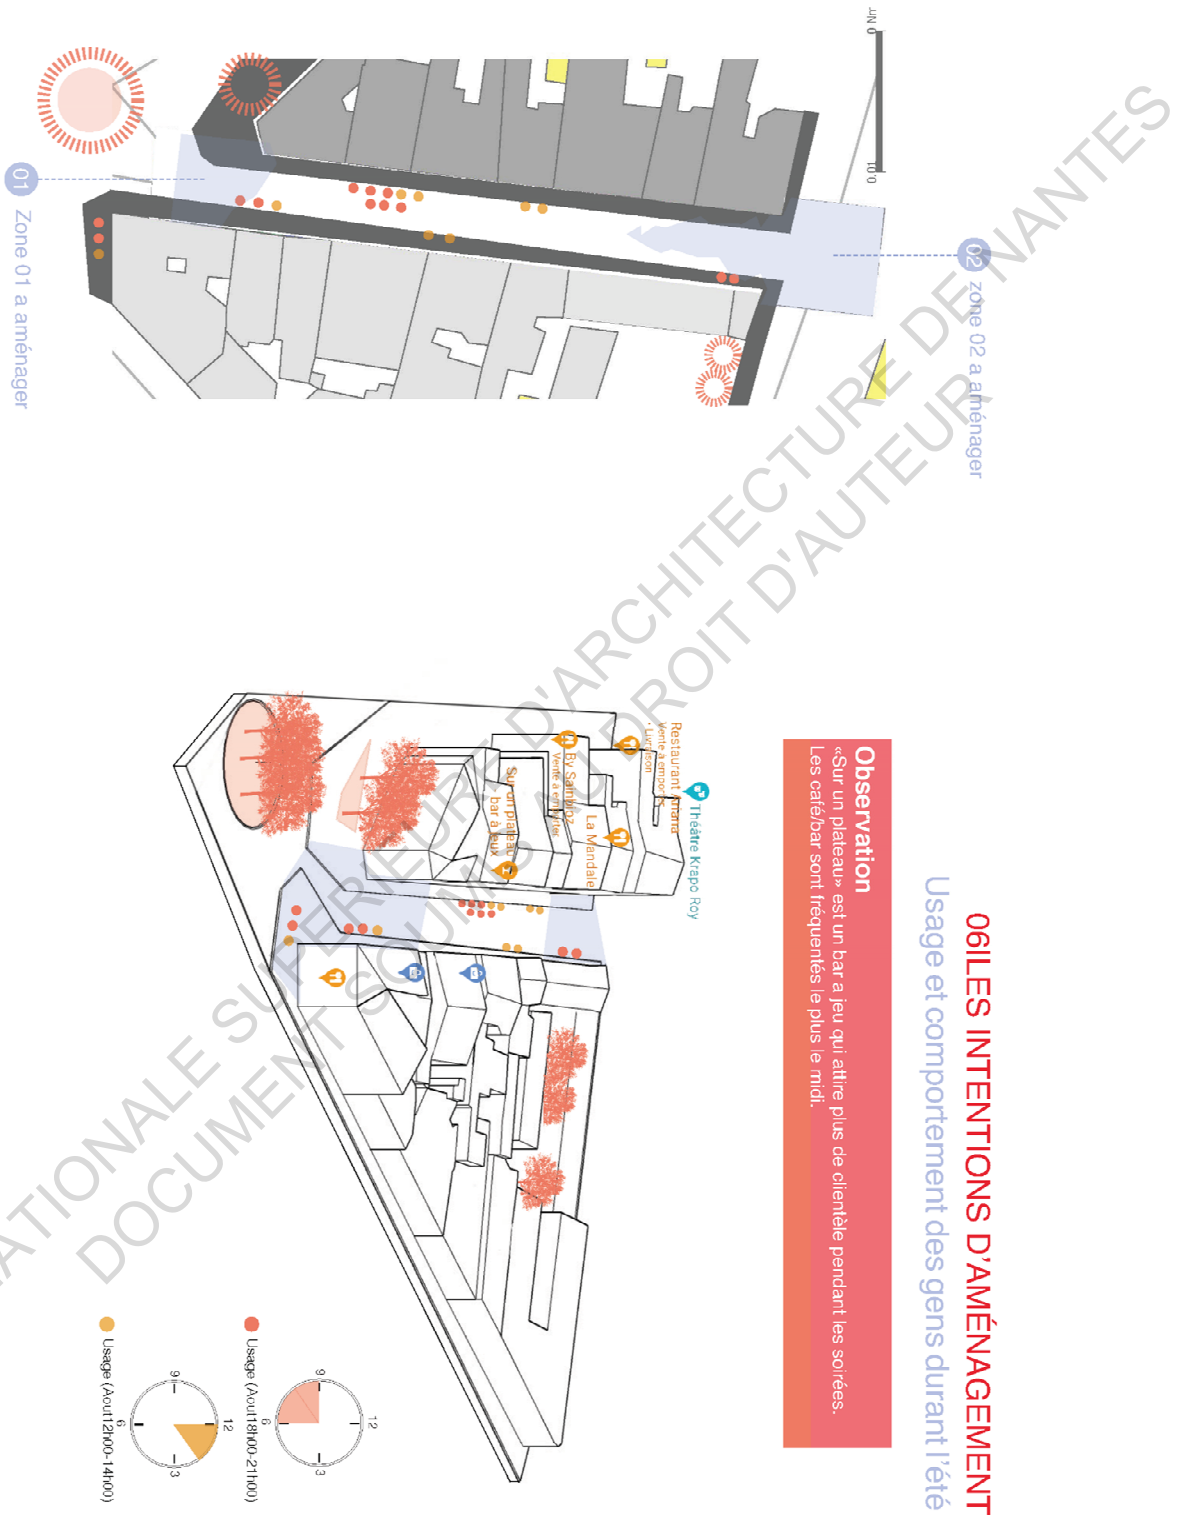 06ILES INTENTIONS D'AMÉNAGEMENT
Usage et comportement des gens durant l'été
Observation
«Sur un plateau» est un bar a jeu qui attire plus de clientèle pendant les soirées.
Les café/bar sont fréquentés le plus le midi.
0
0.01
02 zone 02 a aménager
01 Zone 01 a aménager
Théâtre Krapo Roy
Restaurant
Vente à emporter
· Livraison
La Mandale
By
Vente à emporter
Sur un plateau
bar à jeux
12
9
3
6
Usage (Aout18h00-21h00)
12
9
3
6
Usage (Aout12h00-14h00)
NATIONALE SUPERIEURE D'ARCHITECTURE DE NANTES
DOCUMENT SOUMIS AU DROIT D'AUTEUR